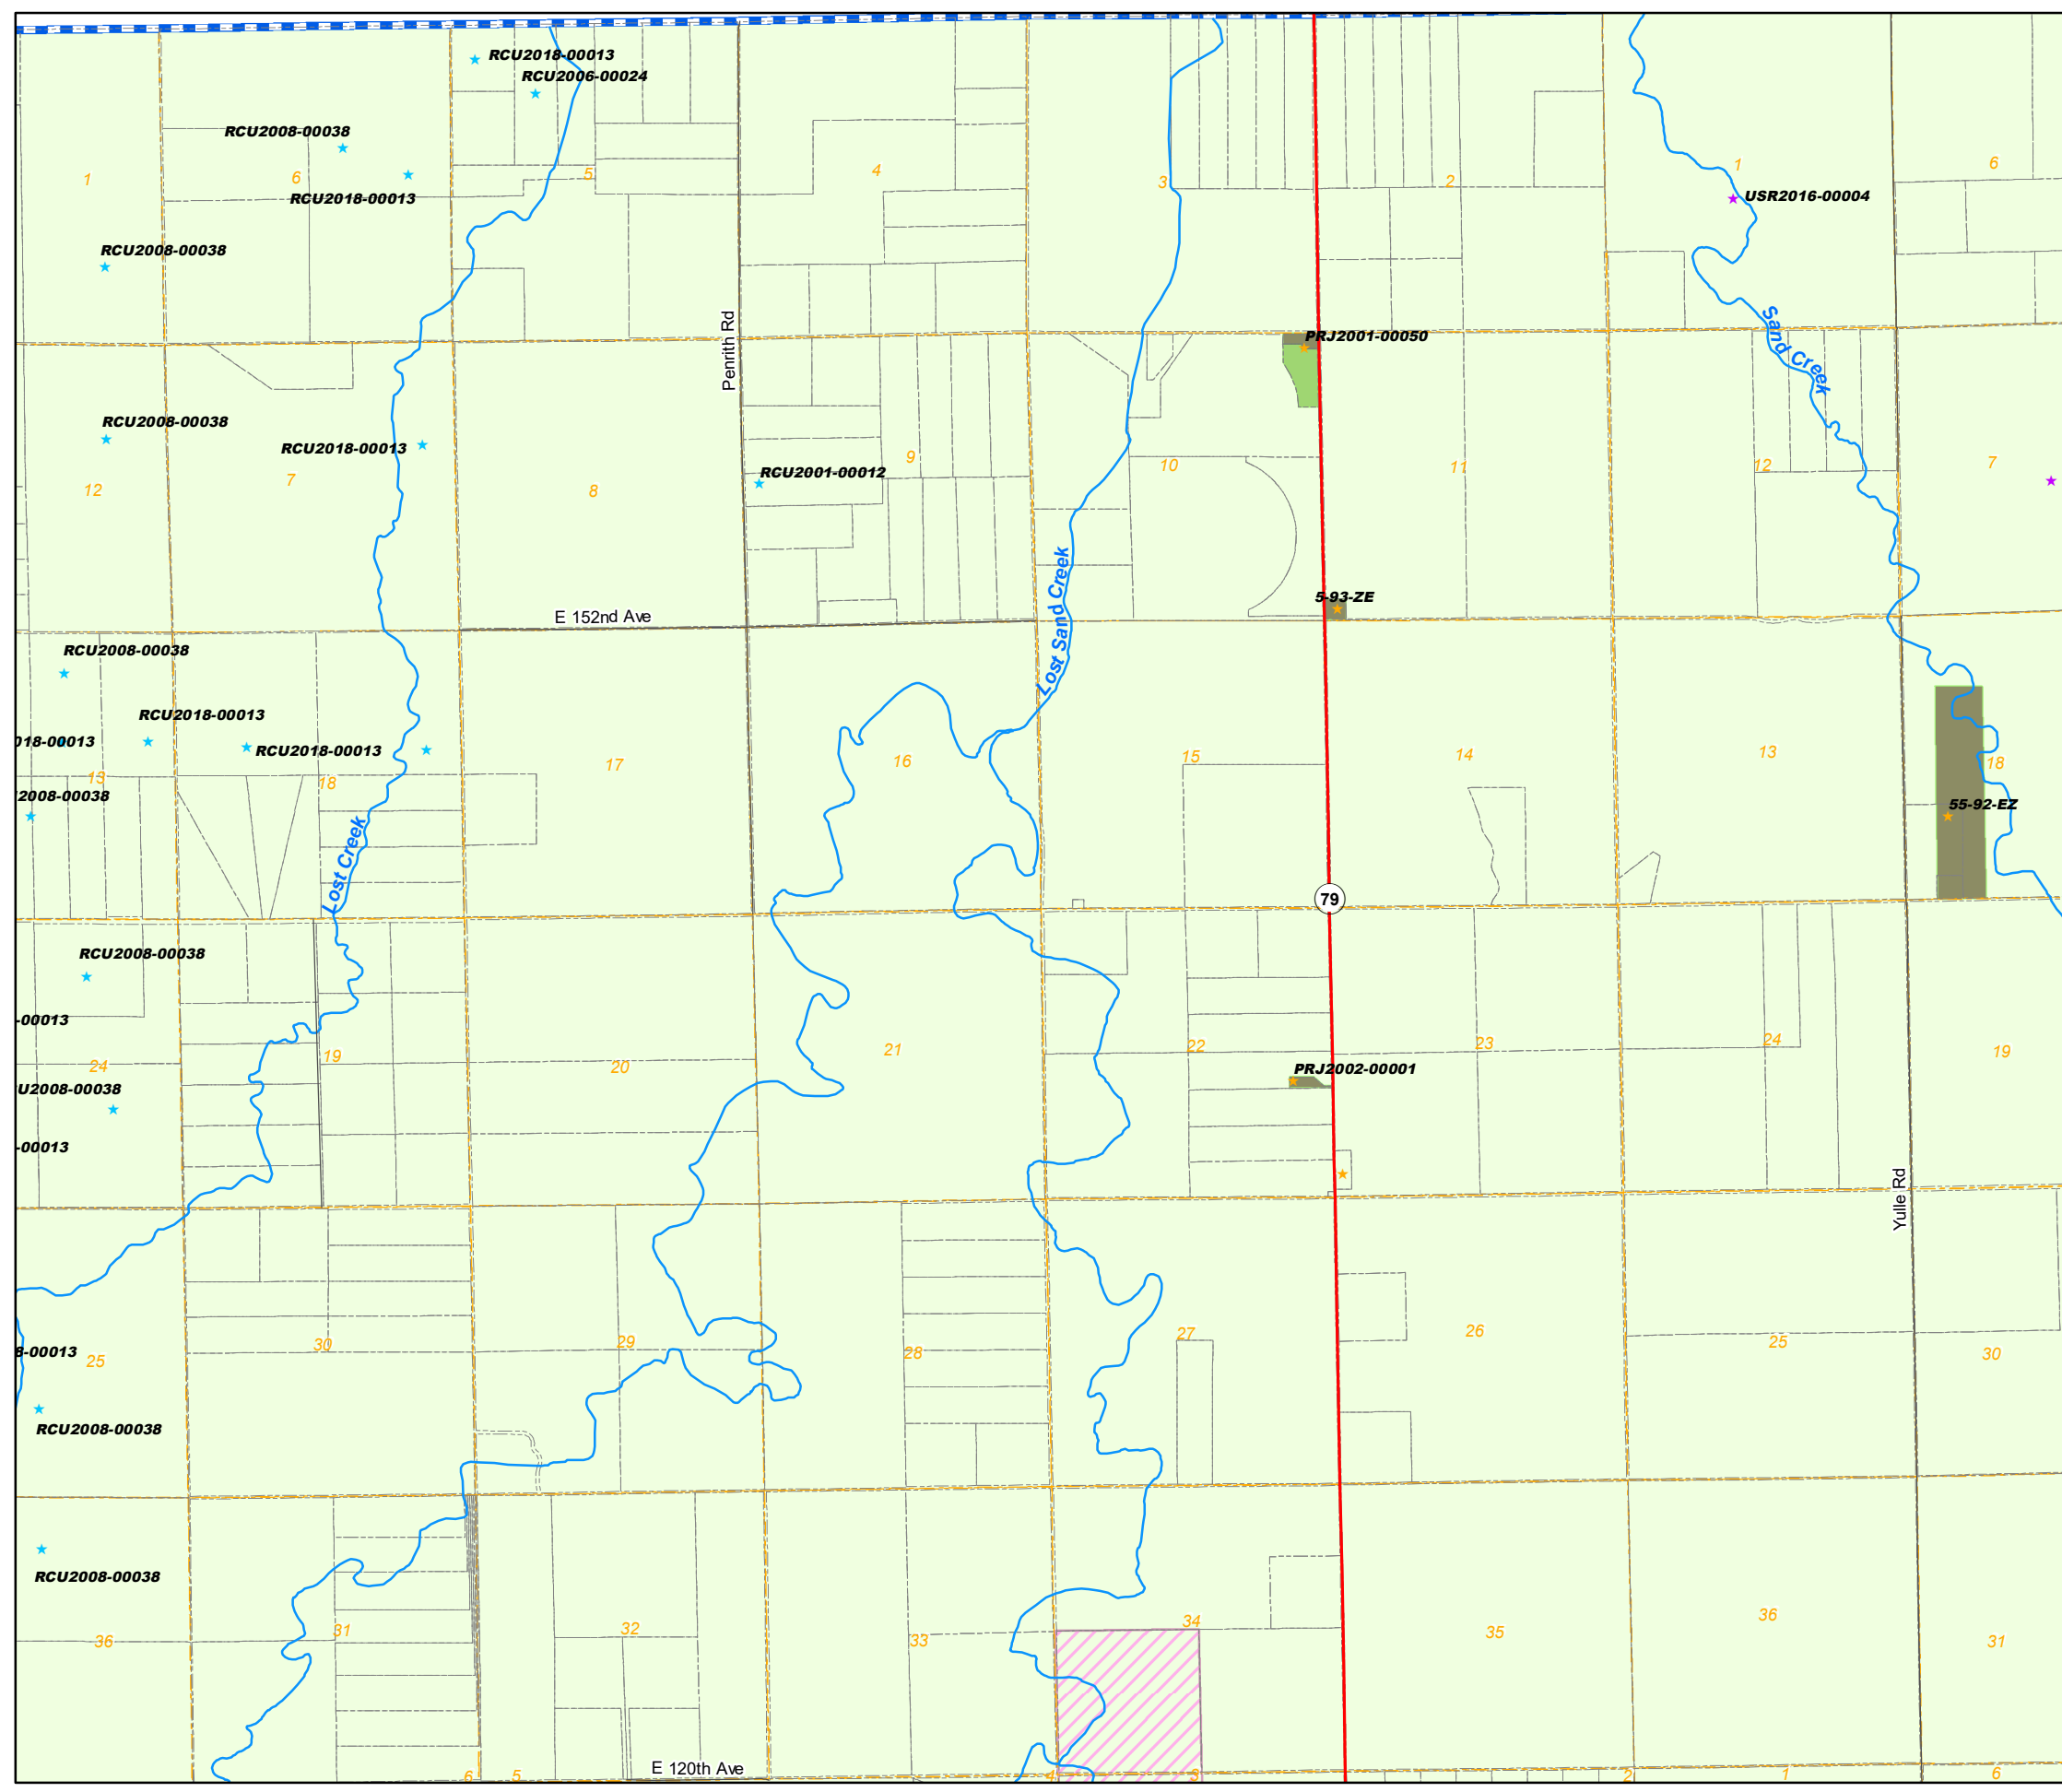 RCU2018-00013
RCU2006-00024
RCU2008-00038
1
6
5
4
3
2
1
6
RCU2018-00013
USR2016-00004
RCU2008-00038
Penrith Rd
PRJ2001-00050
Sand Creek
RCU2008-00038
RCU2018-00013
RCU2001-00012
12
7
8
9
10
11
12
7
E 152nd Ave
Lost Sand Creek
5-93-ZE
RCU2008-00038
RCU2018-00013
018-00013
RCU2018-00013
13
18
17
16
15
14
13
18
2008-00038
55-92-EZ
Lost Creek
79
RCU2008-00038
-00013
24
19
20
21
22
23
24
19
PRJ2002-00001
U2008-00038
-00013
Yulle Rd
8-00013
25
30
29
28
27
26
25
30
RCU2008-00038
RCU2008-00038
36
31
32
33
34
35
36
31
E 120th Ave
6
5
4
3
2
1
6